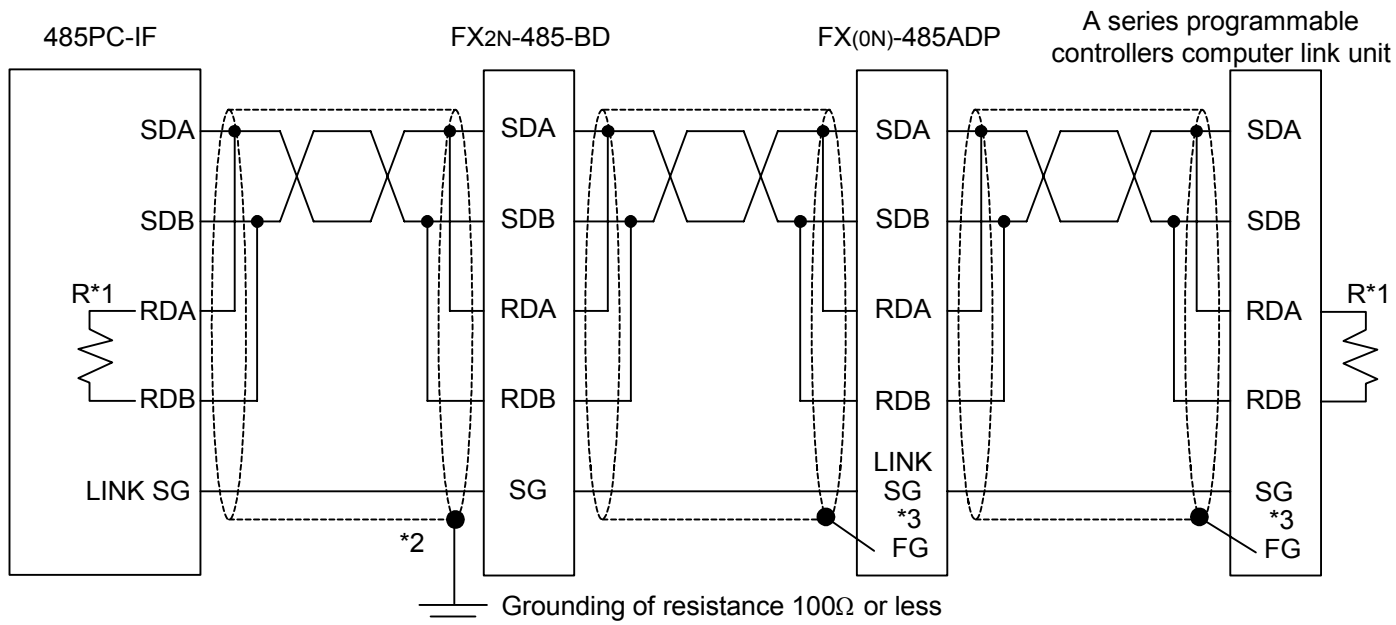 485PC-IF
FX2N-485-BD
FX(0N)-485ADP
A series programmable
controllers computer link unit
SDA
SDA
SDA
SDA
SDB
SDB
SDB
SDB
R*1
RDA
RDA
RDA
RDA
R*1
RDB
RDB
RDB
RDB
LINK SG
SG
LINK
SG
*3
FG
SG
*3
FG
*2
Grounding of resistance 100Ω or less